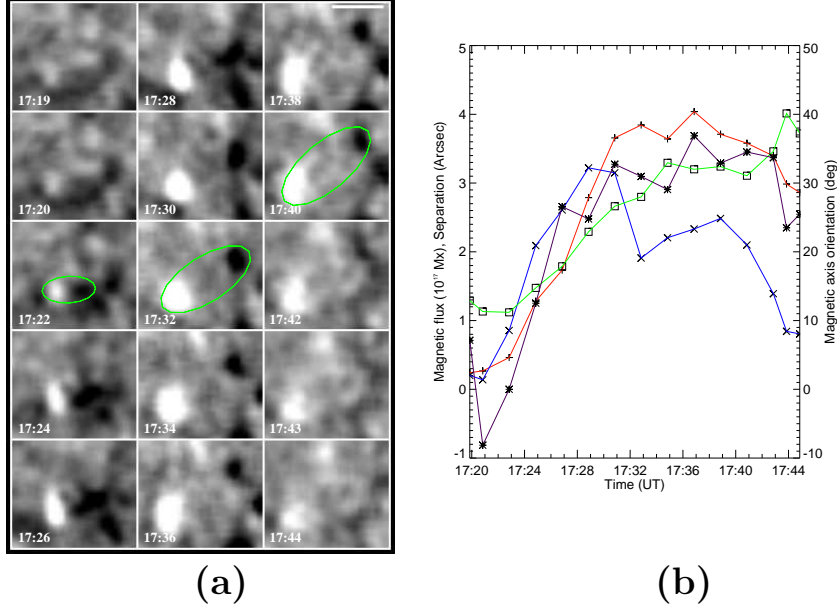 17:19 17:28 17:38
17:20 17:30 17:40
17:22 17:32 17:42
17:24 17:34 17:43
17:26 17:36 17:44
(a)
Magnetic flux (10¹⁷ Mx), Separation (Arcsec)
5
4
3
2
1
0
-1
17:20 17:24 17:28 17:32 17:36 17:40 17:44
Time (UT)
50
40
30
20
10
0
-10
Magnetic axis orientation (deg)
(b)